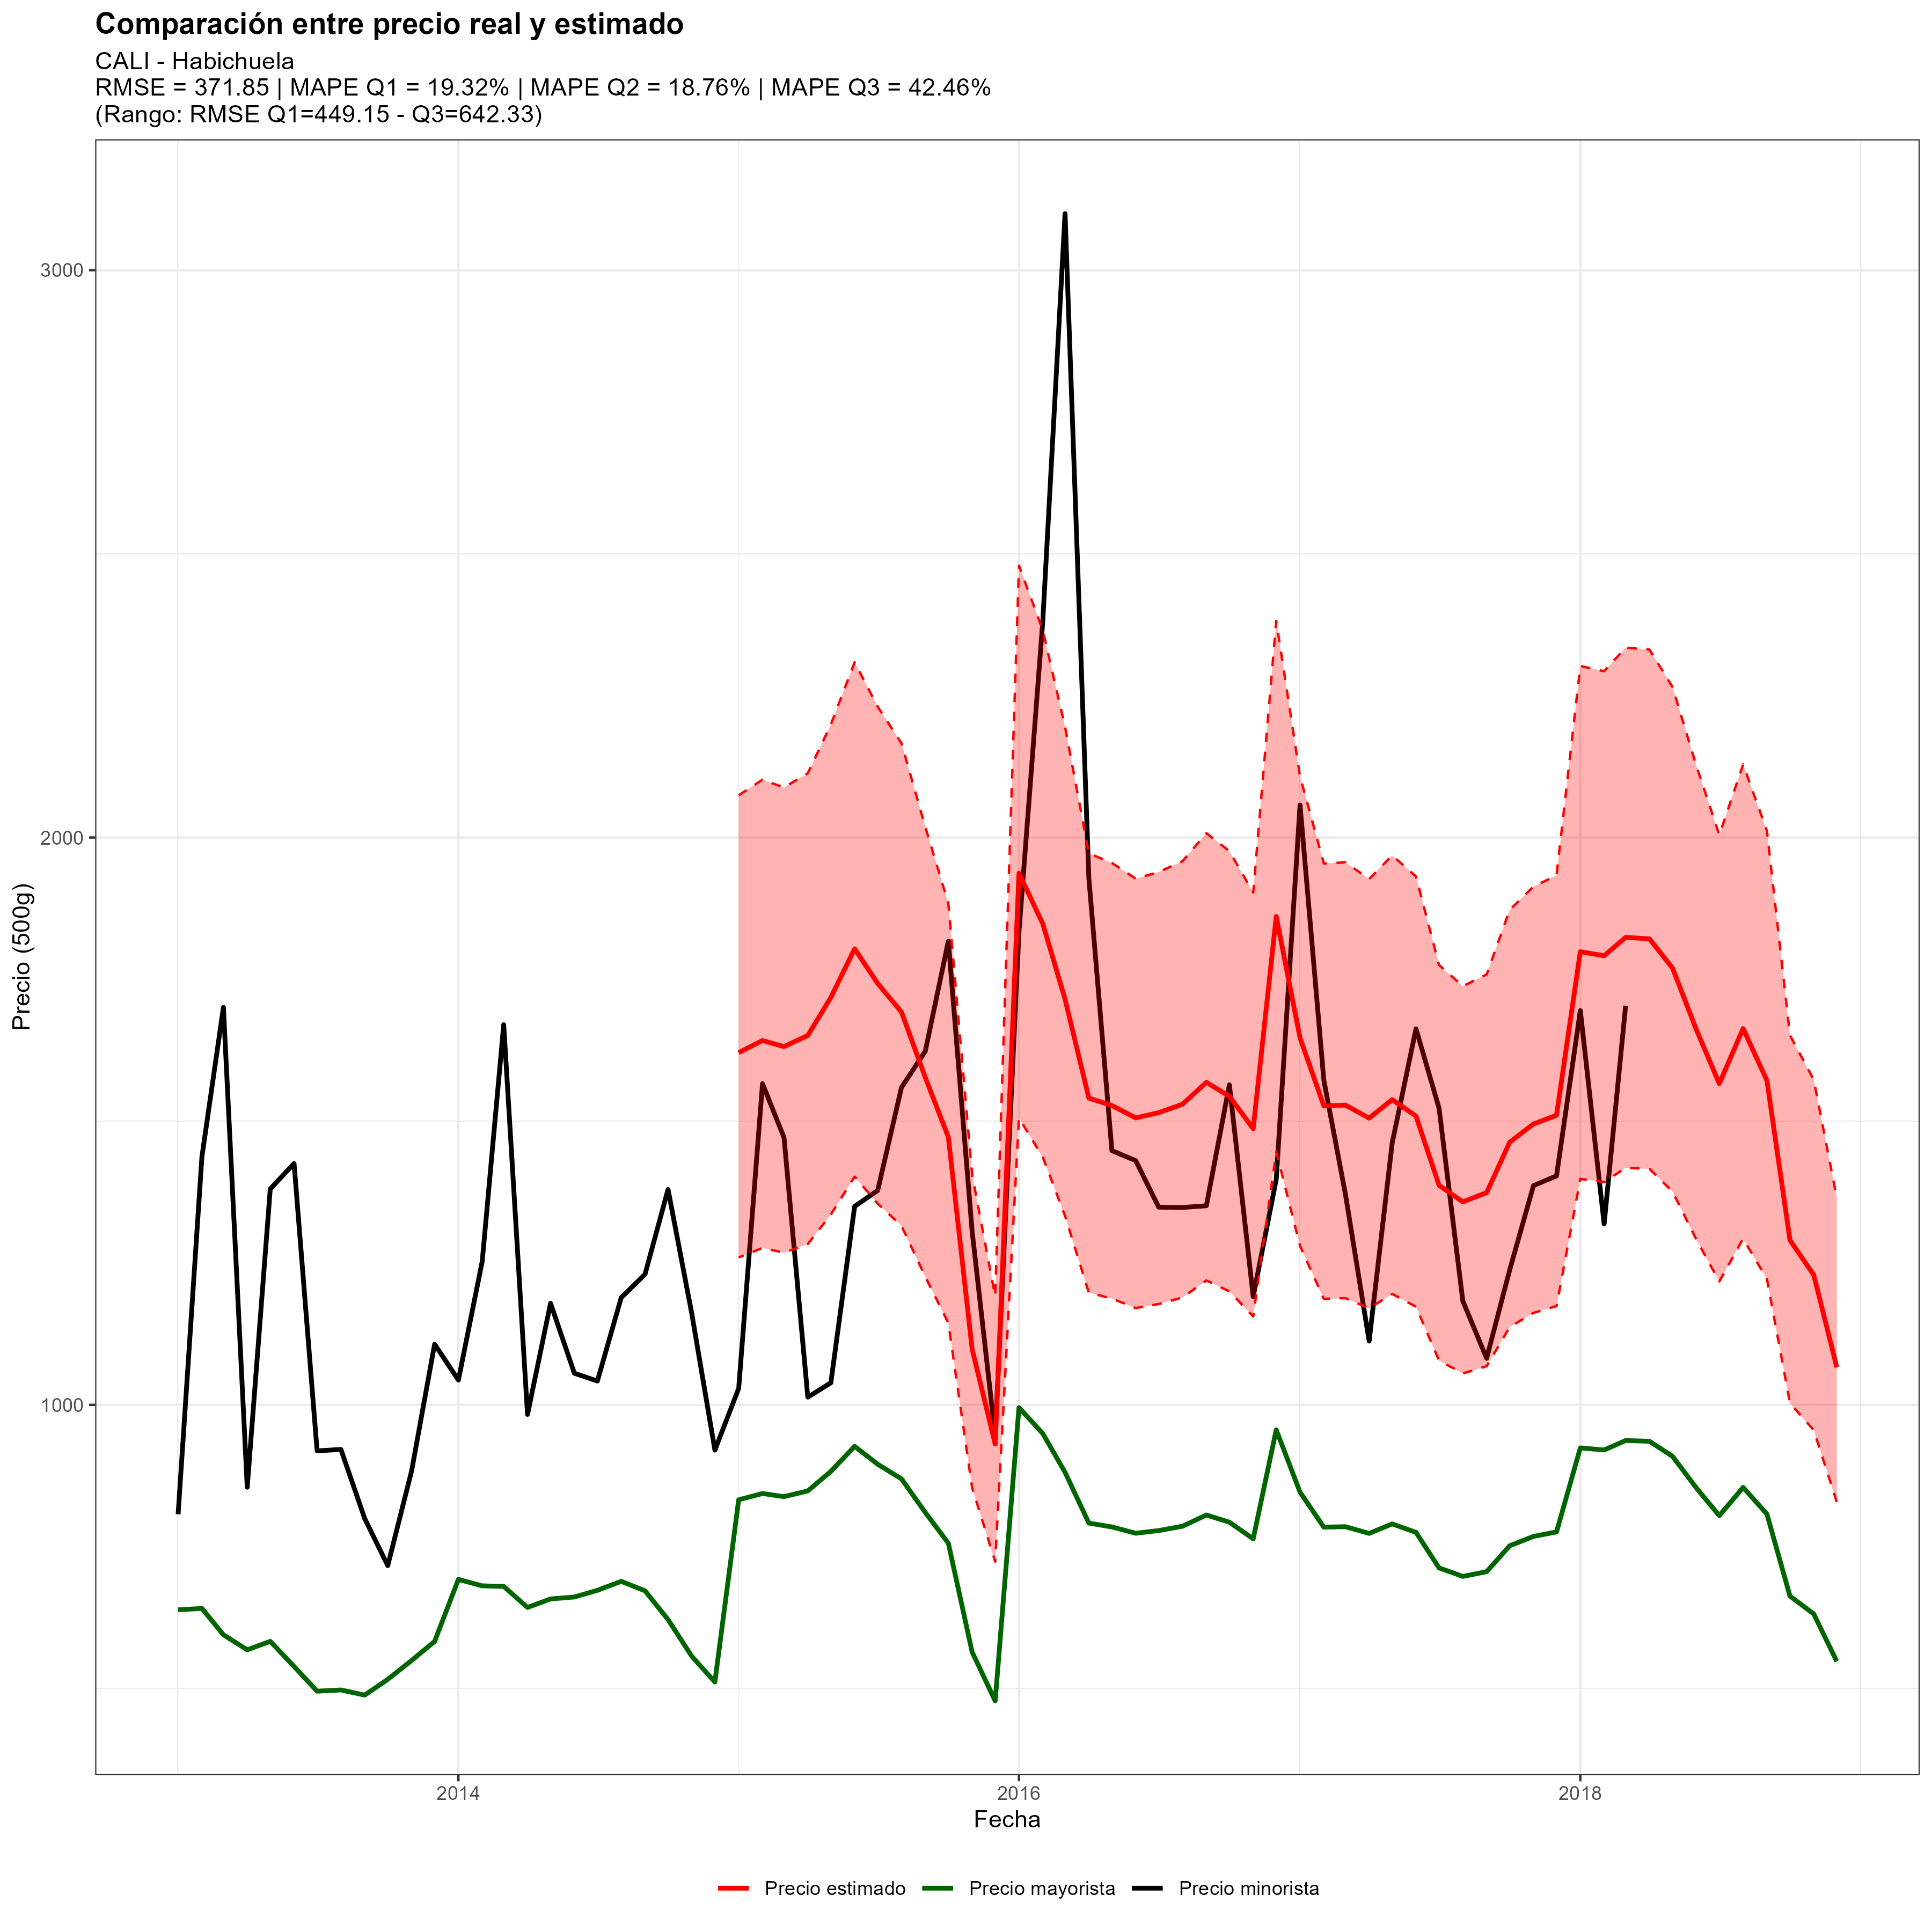 Comparación entre precio real y estimado
CALI - Habichuela
RMSE = 371.85 | MAPE Q1 = 19.32% | MAPE Q2 = 18.76% | MAPE Q3 = 42.46%
(Rango: RMSE Q1=449.15 - Q3=642.33)
3000
2000
1000
Precio (500g)
2014
2016
2018
Fecha
Precio estimado
Precio mayorista
Precio minorista